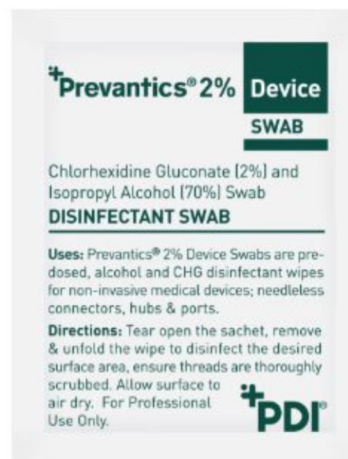 Prevantics® 2% Device
SWAB
Chlorhexidine Gluconate (2%) and
Isopropyl Alcohol (70%) Swab
DISINFECTANT SWAB
Uses: Prevantics® 2% Device Swabs are pre-
dosed, alcohol and CHG disinfectant wipes
for non-invasive medical devices; needleless
connectors, hubs & ports.
Directions: Tear open the sachet, remove
& unfold the wipe to disinfect the desired
surface area, ensure threads are thoroughly
scrubbed. Allow surface to
air dry. For Professional
Use Only.
PDI®